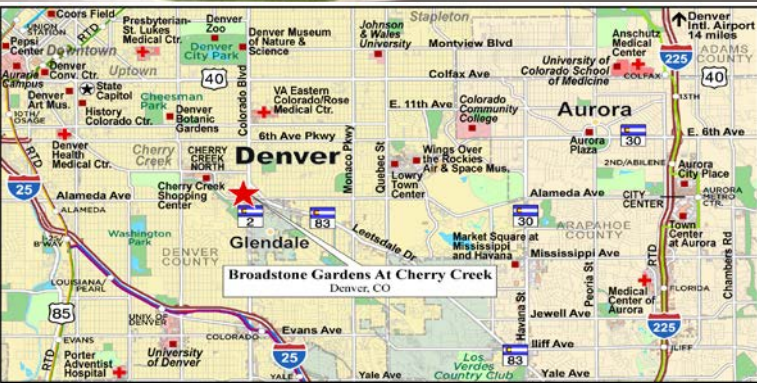 Coors Field
UNION
STATION
RTD
Pepsi
Center
Downtown
Auraria
Campus
Denver
Conv. Ctr.
Uptown
Presbyterian-
St. Lukes
Medical Ctr.
Denver
Zoo
Denver
City Park
Denver Museum
of Nature &
Science
Johnson
& Wales
University
Stapleton
Montview Blvd
Anschutz
Medical
Center
Denver
Intl. Airport
14 miles
ADAMS
COUNTY
225
40
University of
Colorado School
of Medicine
COLFAX
40
Colfax Ave
State
Capitol
Denver
Art Mus.
History
Colorado Ctr.
Cheesman
Park
Denver
Botanic
Gardens
Colorado Blvd
VA Eastern
Colorado/Rose
Medical Ctr.
E. 11th Ave
Colorado
Community
College
Aurora
13TH
10TH/
OSAGE
6th Ave Pkwy
Aurora
Plaza
30
E. 6th Ave
Denver
Health
Medical Ctr.
RTD
Cherry
Creek
CHERRY
CREEK
NORTH
Denver
Monaco Pkwy
Quebec St
Wings Over
the Rockies
Air & Space Mus.
Lowry
Town
Center
2ND/ABILENE
Aurora
City Place
25
Cherry Creek
Shopping
Center
Alameda Ave
Alameda Ave
CITY
CENTER
AURORA
METRO
CTR.
ALAMEDA
2
83
30
Washington
Park
Glendale
Leetsdale Dr
Market Square at
Mississippi
and Havana
ARAPAHOE
COUNTY
Town
Center
at Aurora
I-25/
B'WAY
DENVER
COUNTY
Mississippi Ave
RTD
Chambers Rd
Broadstone Gardens At Cherry Creek
Denver, CO
LOUISIANA/
PEARL
Havana St
Peoria St
Medical
Center of
Aurora
FLORIDA
85
UNIV. OF
DENVER
COLORADO
Evans Ave
Jewell Ave
225
EVANS
RTD
University
of Denver
25
Iliff Ave
ILIFF
83
Porter
Adventist
Hospital
YALE
Yale Ave
Los
Verdes
Country Club
Yale Ave